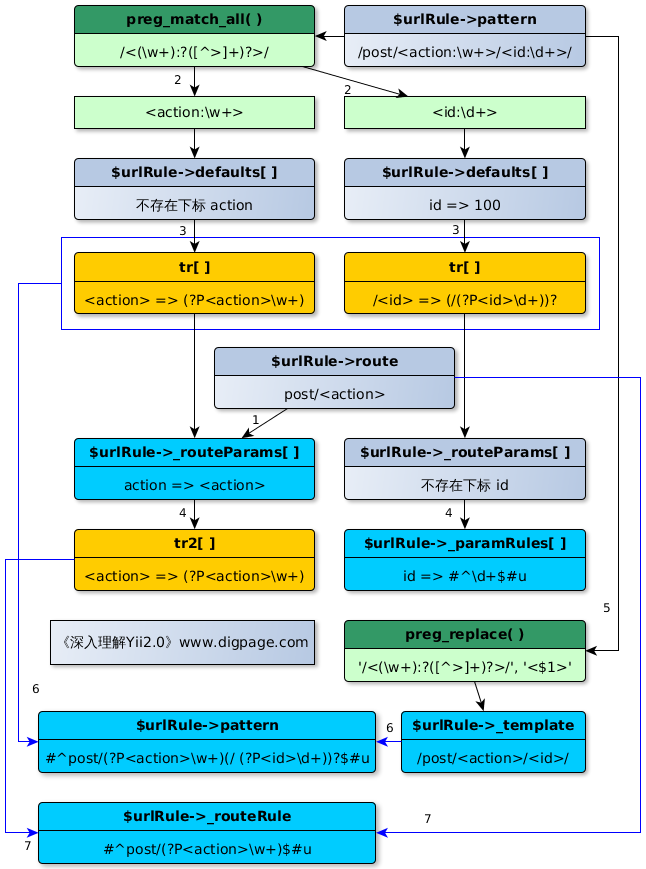 preg_match_all( )
/<(\w+):?([^>]+)?>/
$urlRule->pattern
/post/<action:\w+>/<id:\d+>/
2
2
<action:\w+>
<id:\d+>
$urlRule->defaults[ ]
不存在下标 action
$urlRule->defaults[ ]
id => 100
3
3
tr[ ]
<action> => (?P<action>\w+)
tr[ ]
/<id> => (/(?P<id>\d+))?
$urlRule->route
post/<action>
1
$urlRule->_routeParams[ ]
action => <action>
$urlRule->_routeParams[ ]
不存在下标 id
4
4
tr2[ ]
<action> => (?P<action>\w+)
$urlRule->_paramRules[ ]
id => #^\d+$#u
5
《深入理解Yii2.0》www.digpage.com
preg_replace( )
'/<(\w+):?([^>]+)?>/', '<$1>'
6
$urlRule->pattern
#^post/(?P<action>\w+)(/ (?P<id>\d+))?$#u
6
$urlRule->_template
/post/<action>/<id>/
$urlRule->_routeRule
#^post/(?P<action>\w+)$#u
7
7